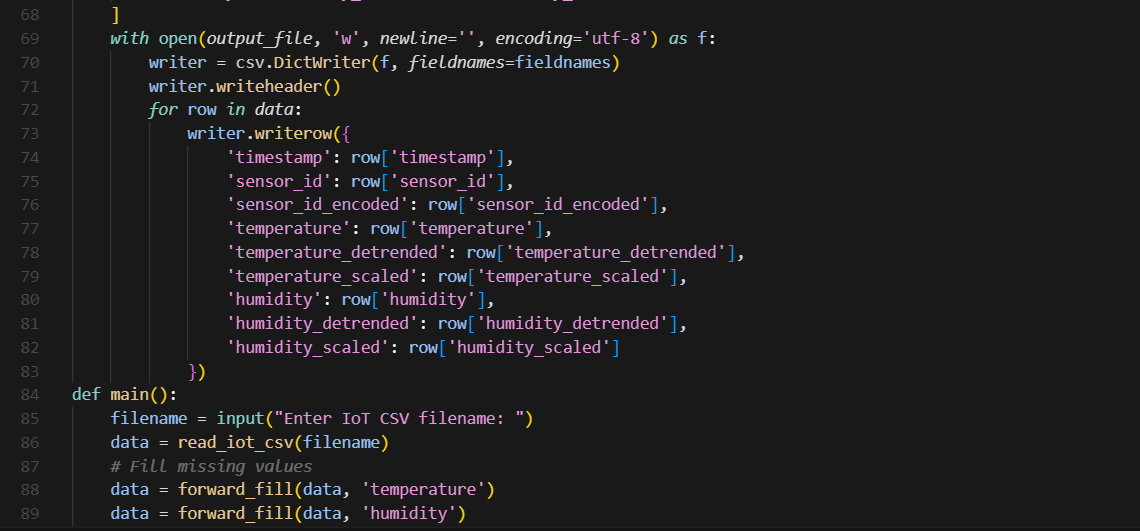 68 ]
69 with open(output_file, 'w', newline='', encoding='utf-8') as f:
70 writer = csv.DictWriter(f, fieldnames=fieldnames)
71 writer.writeheader()
72 for row in data:
73 writer.writerow({
74 'timestamp': row['timestamp'],
75 'sensor_id': row['sensor_id'],
76 'sensor_id_encoded': row['sensor_id_encoded'],
77 'temperature': row['temperature'],
78 'temperature_detrended': row['temperature_detrended'],
79 'temperature_scaled': row['temperature_scaled'],
80 'humidity': row['humidity'],
81 'humidity_detrended': row['humidity_detrended'],
82 'humidity_scaled': row['humidity_scaled']
83 })
84 def main():
85 filename = input("Enter IoT CSV filename: ")
86 data = read_iot_csv(filename)
87 # Fill missing values
88 data = forward_fill(data, 'temperature')
89 data = forward_fill(data, 'humidity')